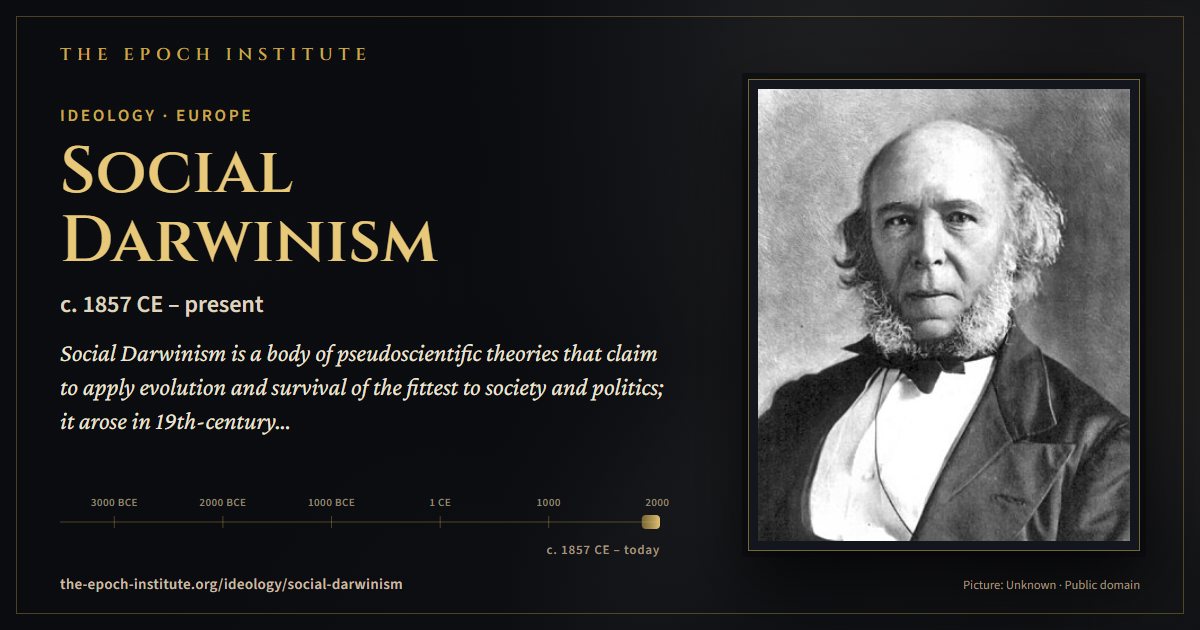 THE EPOCH INSTITUTE
IDEOLOGY · EUROPE
SOCIAL
DARWINISM
c. 1857 CE – present
Social Darwinism is a body of pseudoscientific theories that claim
to apply evolution and survival of the fittest to society and politics;
it arose in 19th-century...
3000 BCE 2000 BCE 1000 BCE 1 CE 1000 2000
c. 1857 CE – today
the-epoch-institute.org/ideology/social-darwinism
Picture: Unknown · Public domain